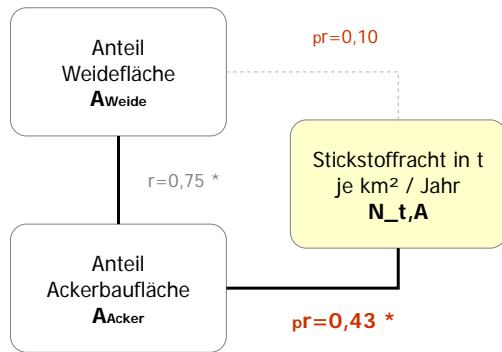 Anteil
Weidefläche
AWeide
pr=0,10
r=0,75 *
Stickstoffracht in t
je km² / Jahr
N_t,A
Anteil
Ackerbaufläche
AAcker
pr=0,43 *